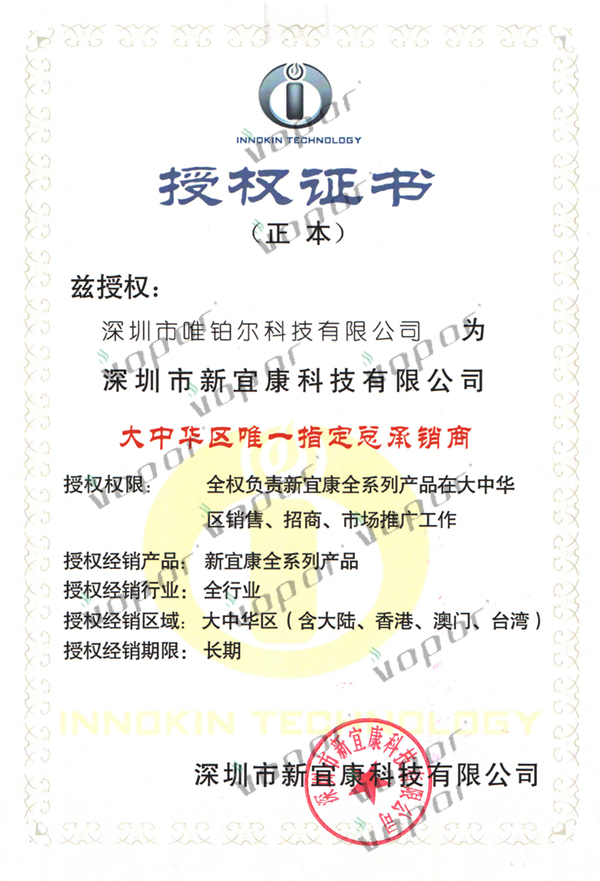 INNOKIN TECHNOLOGY
授权证书
（正 本）
兹授权：
深圳市唯铂尔科技有限公司 为
深圳市新宜康科技有限公司
大中华区唯一指定总承销商
授权权限： 全权负责新宜康全系列产品在大中华
区销售、招商、市场推广工作
授权经销产品： 新宜康全系列产品
授权经销行业： 全行业
授权经销区域： 大中华区（含大陆、香港、澳门、台湾）
授权经销期限： 长期
INNOKIN TECHNOLOGY
深圳市新宜康科技有限公司
深圳市新宜康科技有限公司
vapor
vapor
vapor
vapor
vapor
vapor
vapor
vapor
vapor
vapor
vapor
vapor
vapor
vapor